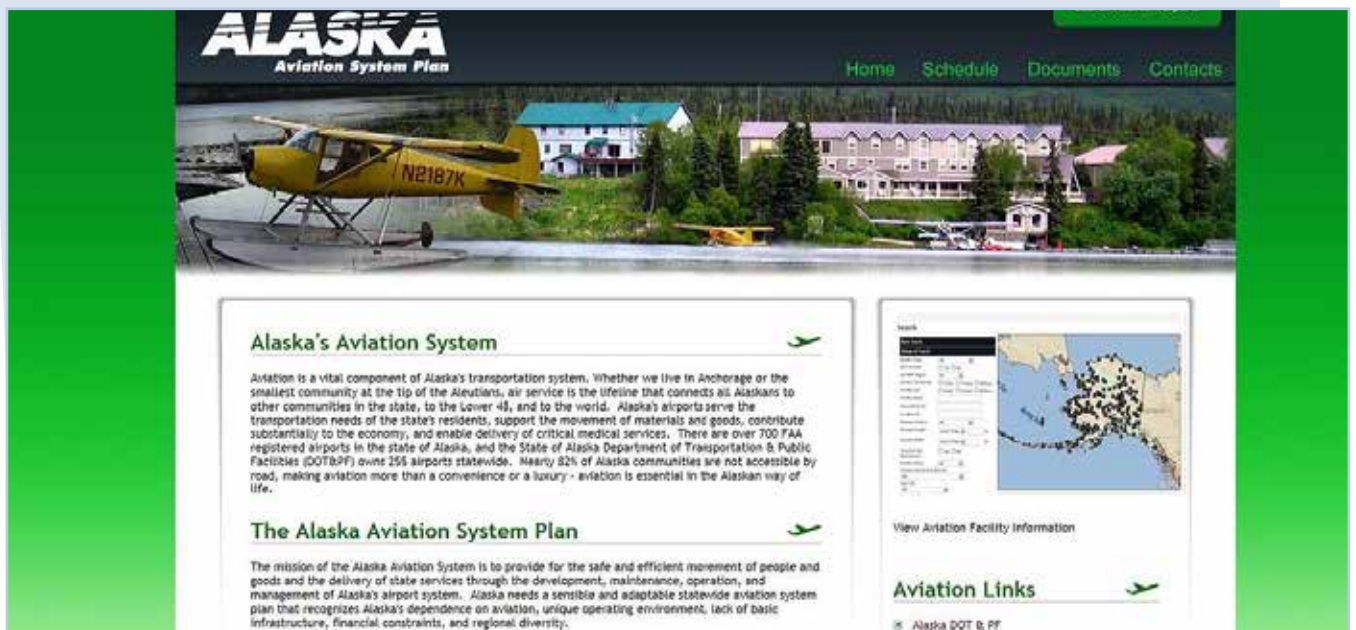 ALASKA
Aviation System Plan
Home Schedule Documents Contacts
N2187K
Alaska's Aviation System
Aviation is a vital component of Alaska's transportation system. Whether we live in Anchorage or the
smallest community at the tip of the Aleutians, air service is the lifeline that connects all Alaskans to
other communities in the state, to the Lower 48, and to the world. Alaska's airports serve the
transportation needs of the state's residents, support the movement of materials and goods, contribute
substantially to the economy, and enable delivery of critical medical services. There are over 700 FAA
registered airports in the state of Alaska, and the State of Alaska Department of Transportation & Public
Facilities (DOT&PF) owns 255 airports statewide. Nearly 82% of Alaska communities are not accessible by
road, making aviation more than a convenience or a luxury - aviation is essential in the Alaskan way of
life.
The Alaska Aviation System Plan
The mission of the Alaska Aviation System is to provide for the safe and efficient movement of people and
goods and the delivery of state services through the development, maintenance, operation, and
management of Alaska's airport system. Alaska needs a sensible and adaptable statewide aviation system
plan that recognizes Alaska's dependence on aviation, unique operating environment, lack of basic
infrastructure, financial constraints, and regional diversity.
Search
View Aviation Facility Information
Aviation Links
Alaska DOT & PF